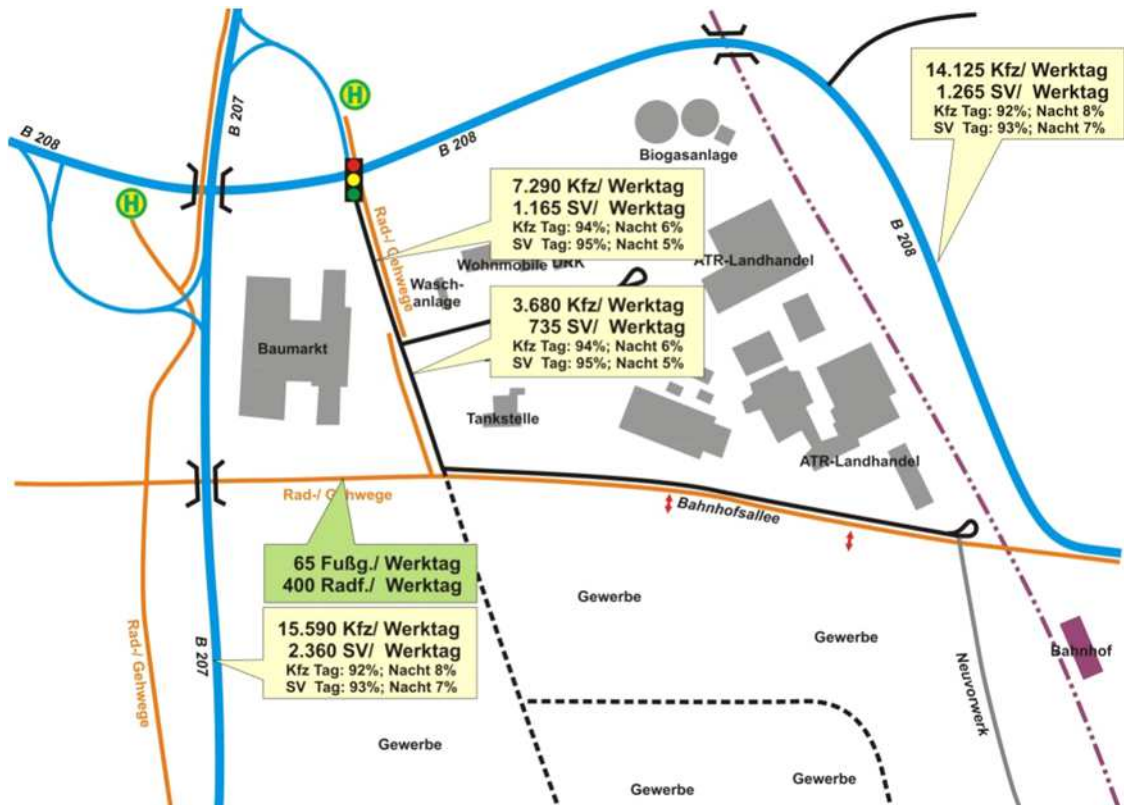 B 208
B 207
H
H
B 208
Biogasanlage
14.125 Kfz/ Werktag
1.265 SV/ Werktag
Kfz Tag: 92%; Nacht 8%
SV Tag: 93%; Nacht 7%
7.290 Kfz/ Werktag
1.165 SV/ Werktag
Kfz Tag: 94%; Nacht 6%
SV Tag: 95%; Nacht 5%
Rad-/ Gehwege
B 208
Wohnmobile
DRK
ATR-Landhandel
Wasch-
anlage
3.680 Kfz/ Werktag
735 SV/ Werktag
Kfz Tag: 94%; Nacht 6%
SV Tag: 95%; Nacht 5%
Baumarkt
Tankstelle
ATR-Landhandel
Rad-/ Gehwege
Bahnhofsallee
65 Fußg./ Werktag
400 Radf./ Werktag
Gewerbe
15.590 Kfz/ Werktag
2.360 SV/ Werktag
Kfz Tag: 92%; Nacht 8%
SV Tag: 93%; Nacht 7%
Rad-/ Gehwege
B 207
Gewerbe
Bahnhof
Neuvorwerk
Gewerbe
Gewerbe
Gewerbe